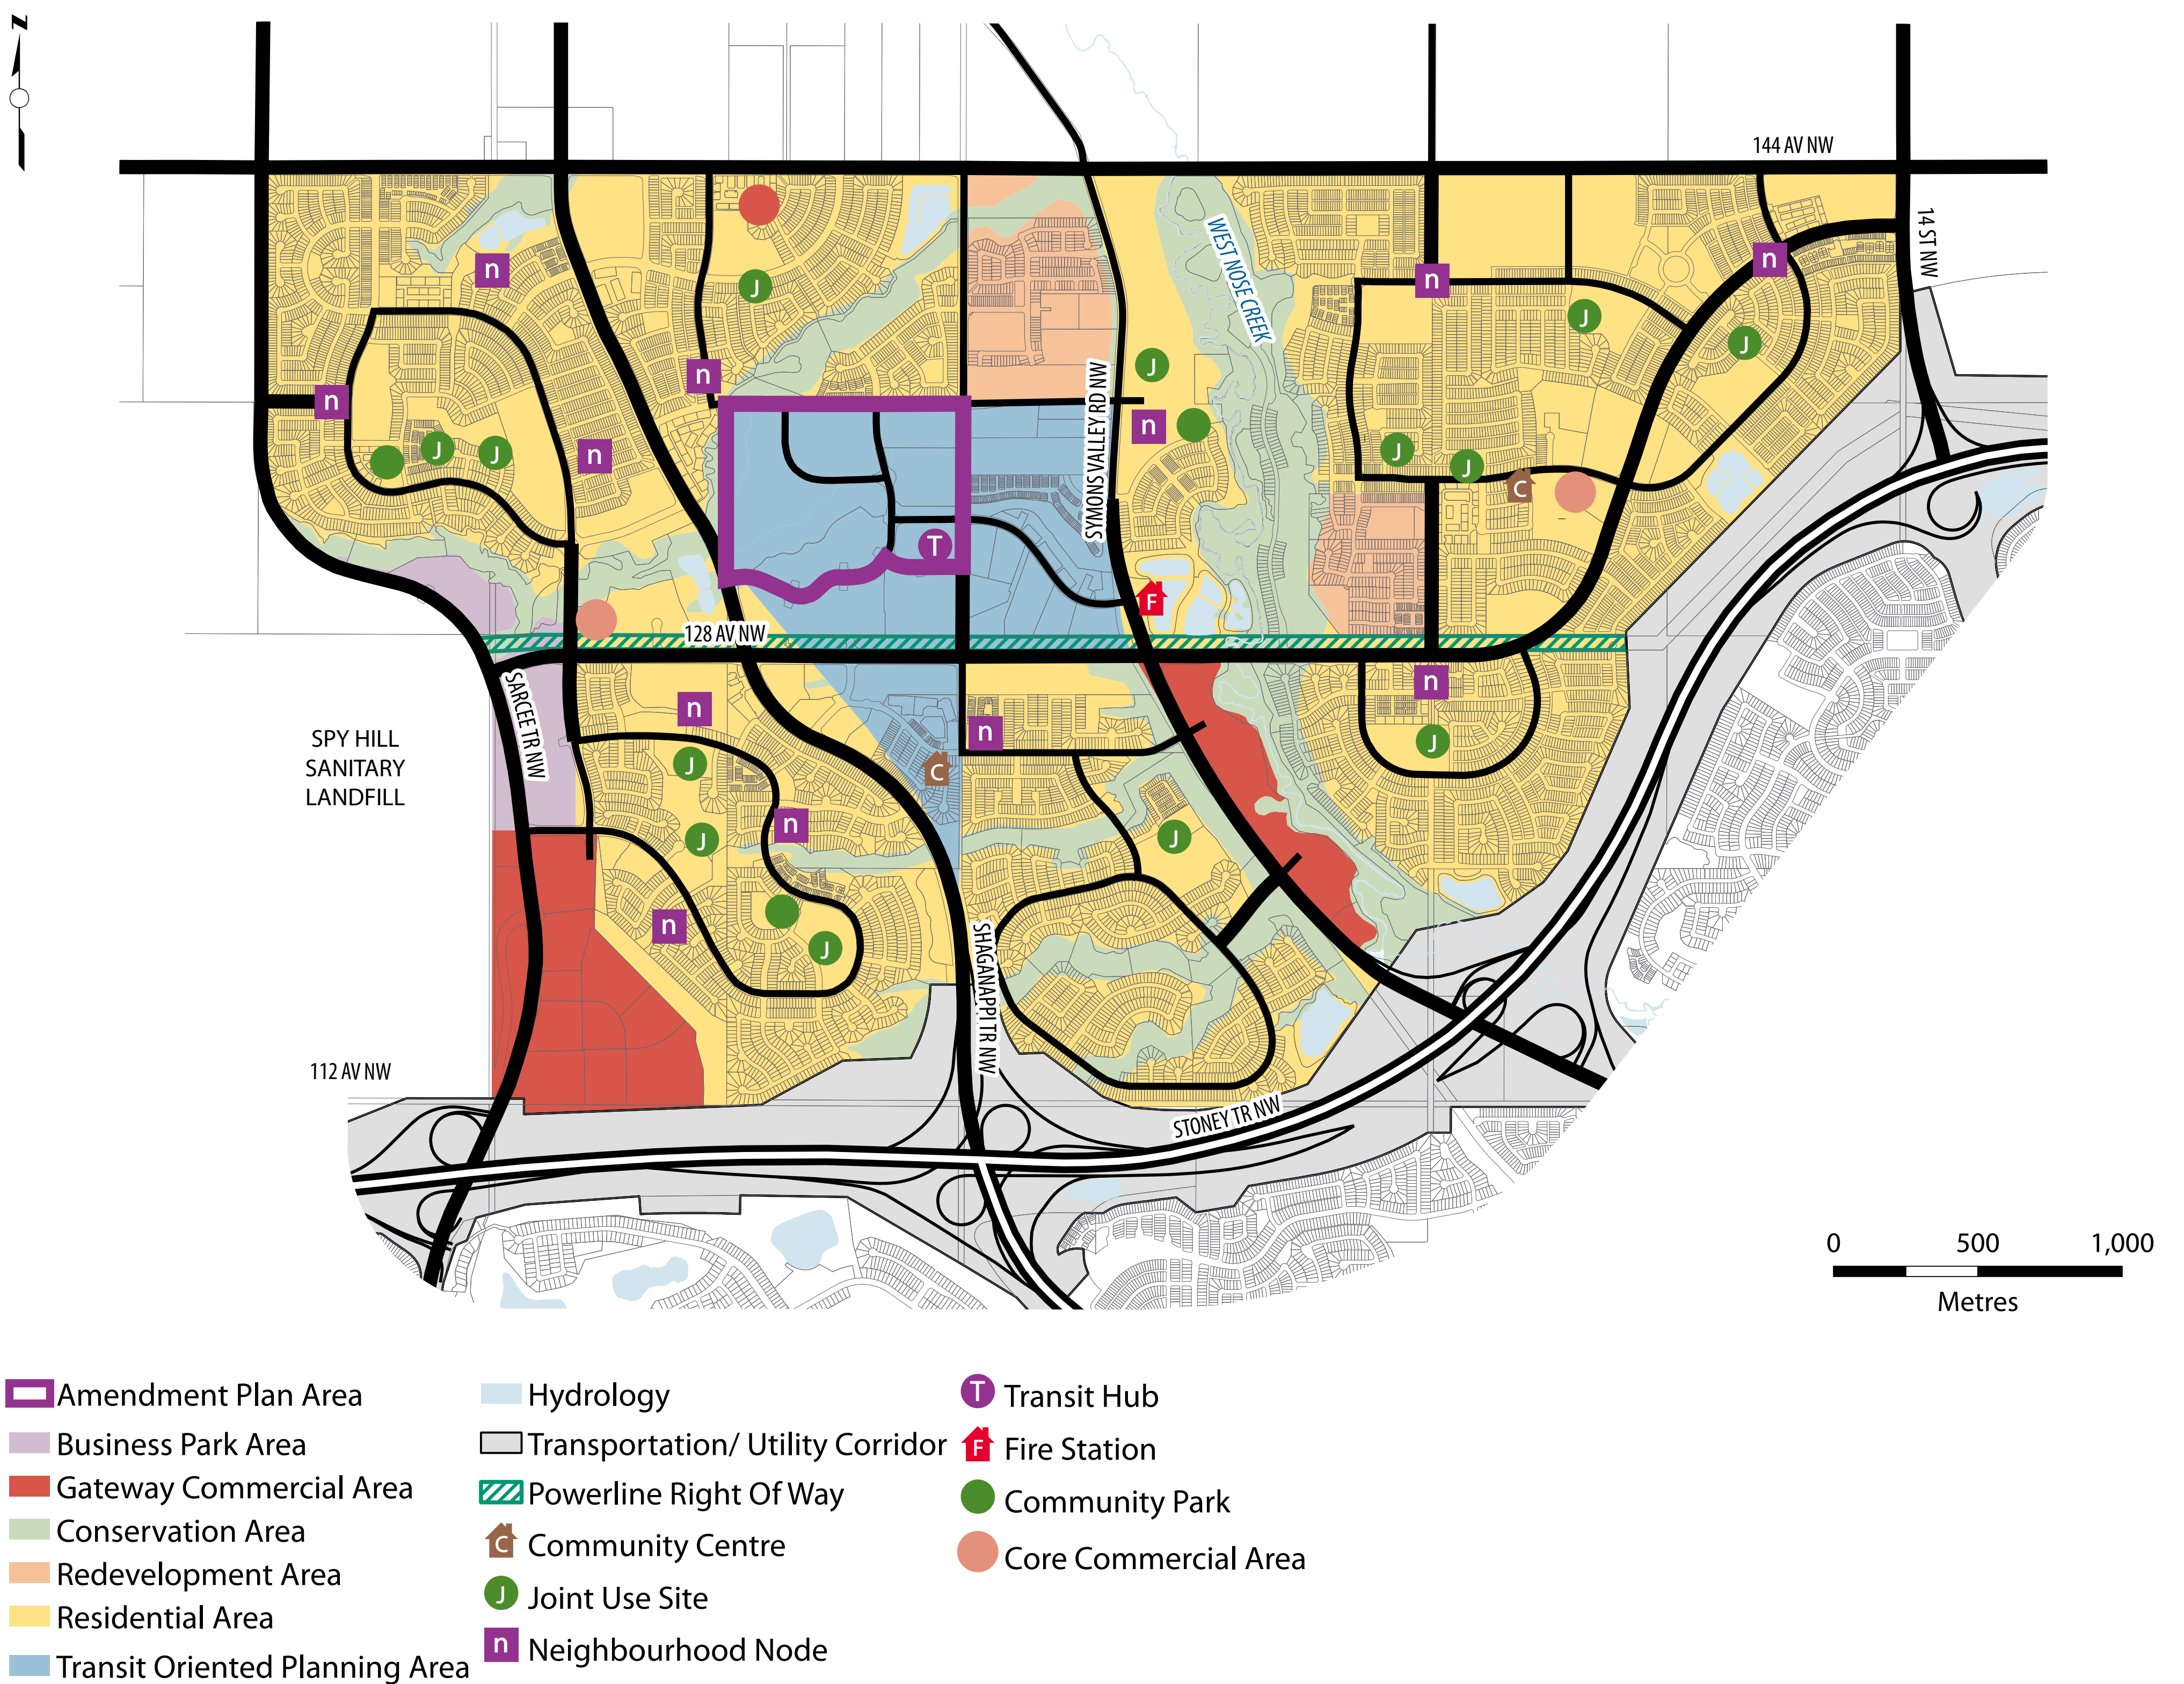 N
144 AV NW
14 ST NW
WEST NOSE CREEK
n
J
n
n
n
J
J
J
n
n
J
SYMONS VALLEY RD NW
n
J
J
n
J
J
C
T
F
128 AV NW
SARCEE TR NW
SPY HILL
SANITARY
LANDFILL
n
n
n
J
C
J
J
n
J
n
J
SHAGANAPPI TR NW
112 AV NW
STONEY TR NW
0 500 1,000
Metres
Amendment Plan Area
Business Park Area
Gateway Commercial Area
Conservation Area
Redevelopment Area
Residential Area
Transit Oriented Planning Area
Hydrology
Transportation/ Utility Corridor
Powerline Right Of Way
C Community Centre
J Joint Use Site
n Neighbourhood Node
T Transit Hub
F Fire Station
Community Park
Core Commercial Area